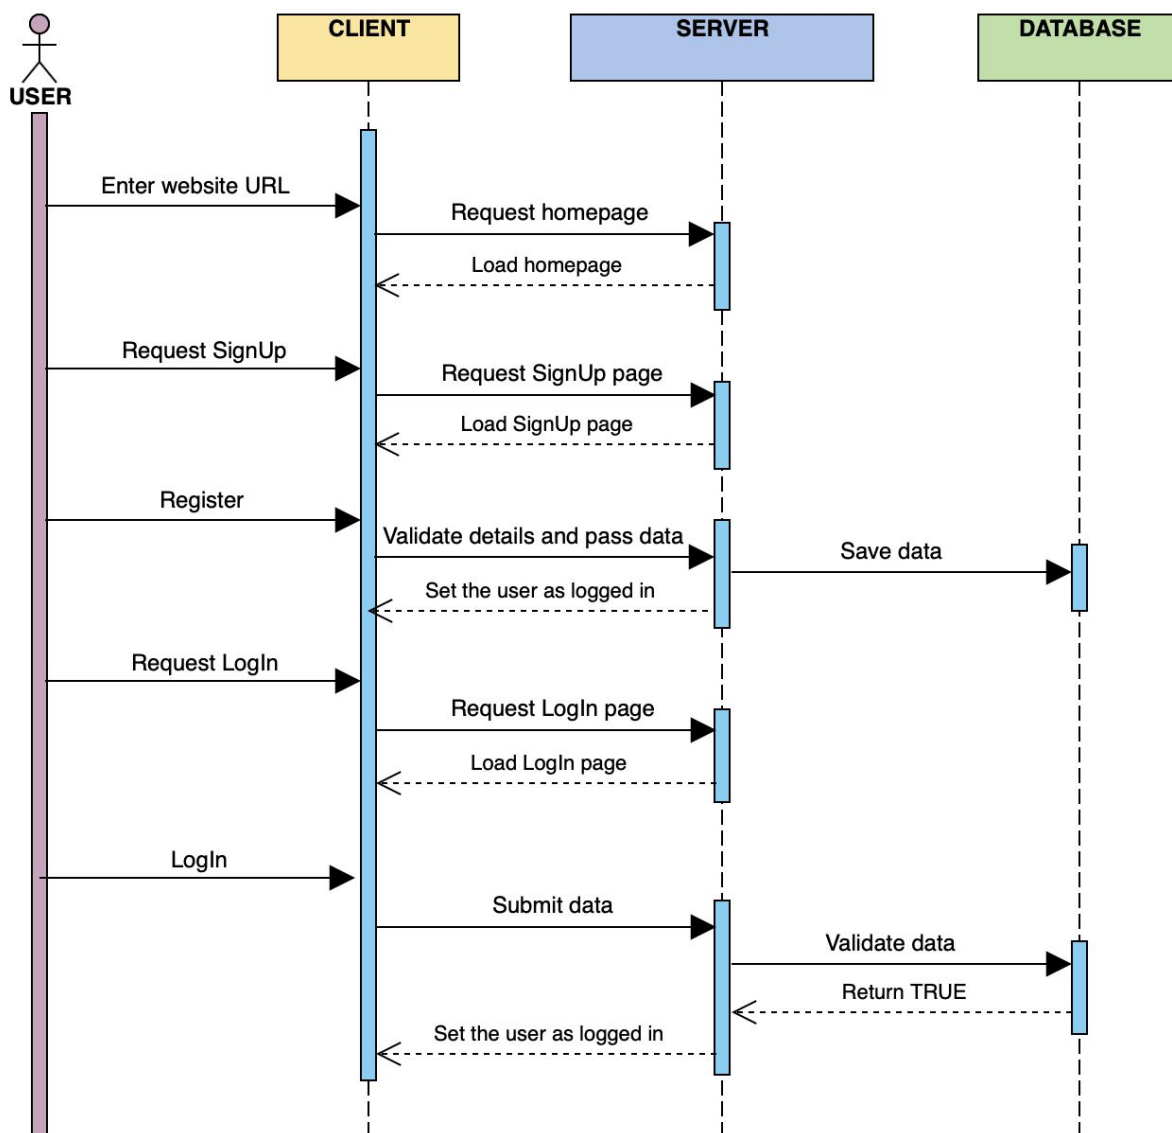 CLIENT
SERVER
DATABASE
USER
Enter website URL
Request homepage
Load homepage
Request SignUp
Request SignUp page
Load SignUp page
Register
Validate details and pass data
Save data
Set the user as logged in
Request LogIn
Request LogIn page
Load LogIn page
LogIn
Submit data
Validate data
Return TRUE
Set the user as logged in